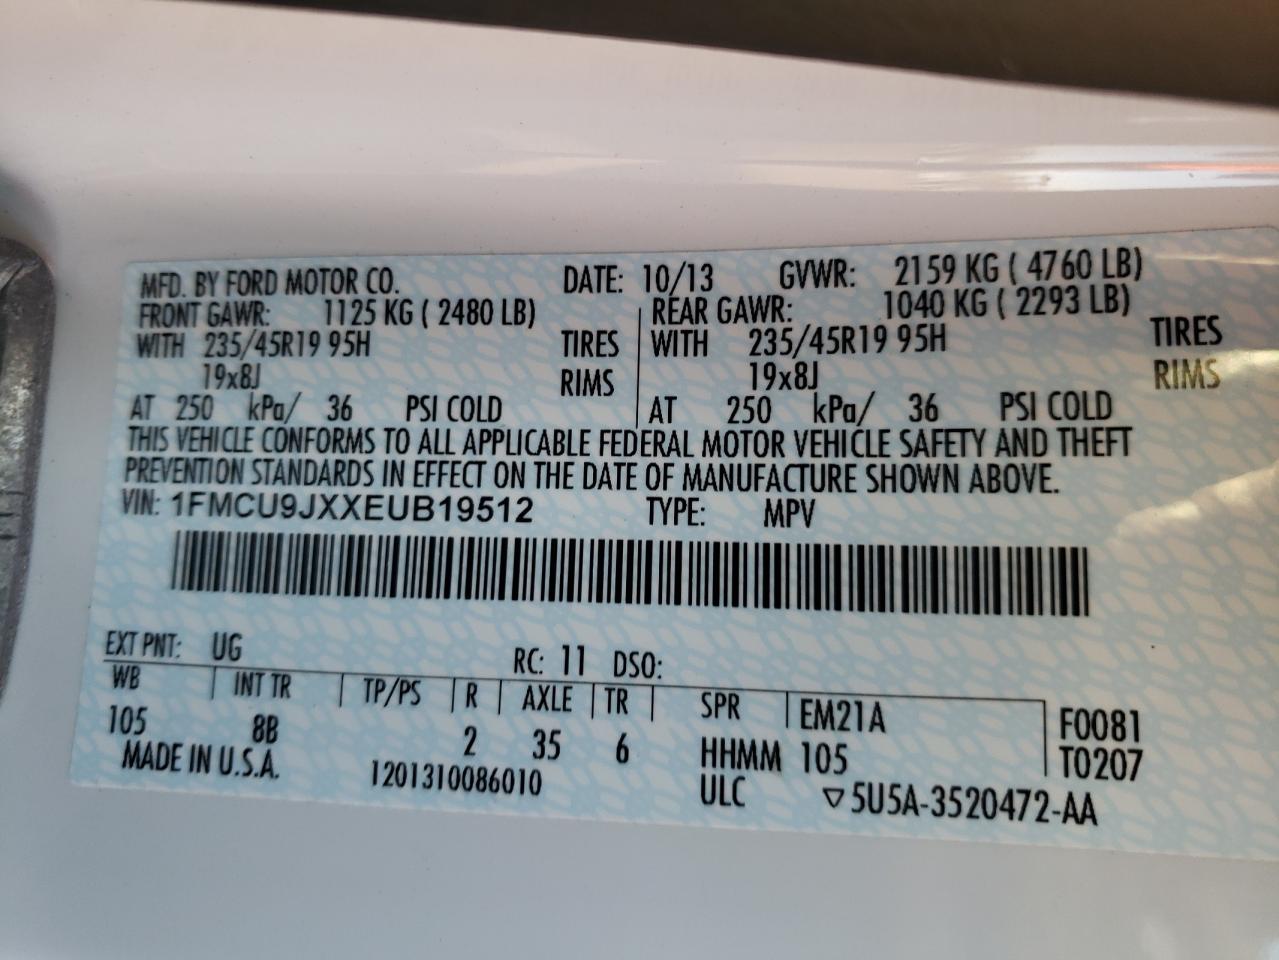 MFD. BY FORD MOTOR CO. DATE: 10/13 GVWR: 2159 KG ( 4760 LB)
FRONT GAWR: 1125 KG ( 2480 LB) REAR GAWR: 1040 KG ( 2293 LB)
WITH 235/45R19 95H TIRES WITH 235/45R19 95H TIRES
19x8J RIMS 19x8J RIMS
AT 250 kPa/ 36 PSI COLD AT 250 kPa/ 36 PSI COLD
THIS VEHICLE CONFORMS TO ALL APPLICABLE FEDERAL MOTOR VEHICLE SAFETY AND THEFT
PREVENTION STANDARDS IN EFFECT ON THE DATE OF MANUFACTURE SHOWN ABOVE.
VIN: 1FMCU9JXXEUB19512 TYPE: MPV
EXT PNT: UG RC: 11 DSO:
WB INT TR TP/PS R AXLE TR SPR EM21A F0081
105 8B 2 35 6 HHMM 105 T0207
MADE IN U.S.A. 1201310086010 ULC ▽5U5A-3520472-AA